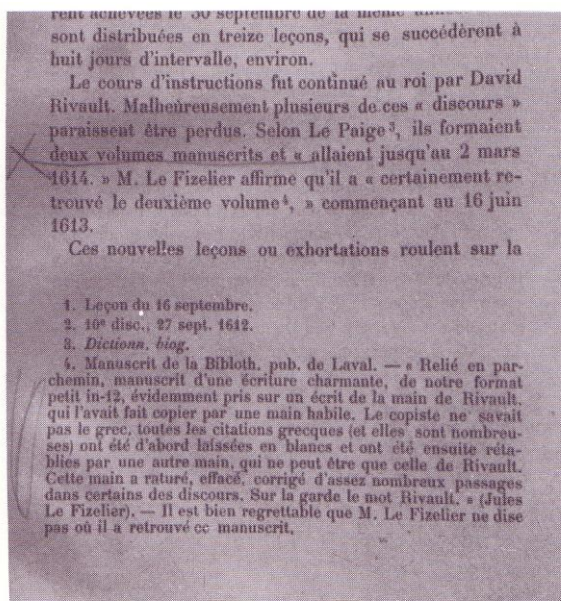 rent achevées le 30 septembre de la même
sont distribuées en treize leçons, qui se succédèrent à
huit jours d'intervalle, environ.
Le cours d'instructions fut continué au roi par David
Rivault. Malheureusement plusieurs de ces « discours »
paraissent être perdus. Selon Le Paige³, ils formaient
deux volumes manuscrits et « allaient jusqu'au 2 mars
1614. » M. Le Fizelier affirme qu'il a « certainement re-
trouvé le deuxième volume⁴, » commençant au 16 juin
1613.
Ces nouvelles leçons ou exhortations roulent sur la
1. Leçon du 16 septembre.
2. 10ᵉ disc., 27 sept. 1612.
3. Dictionn. biog.
4. Manuscrit de la Biblioth. pub. de Laval. — « Relié en par-
chemin, manuscrit d'une écriture charmante, de notre format
petit in-12, évidemment pris sur un écrit de la main de Rivault,
qui l'avait fait copier par une main habile. Le copiste ne savait
pas le grec, toutes les citations grecques (et elles sont nombreu-
ses) ont été d'abord laissées en blancs et ont été ensuite réta-
blies par une autre main, qui ne peut être que celle de Rivault.
Cette main a raturé, effacé, corrigé d'assez nombreux passages
dans certains des discours. Sur la garde le mot Rivault. » (Jules
Le Fizelier). — Il est bien regrettable que M. Le Fizelier ne dise
pas où il a retrouvé ce manuscrit.